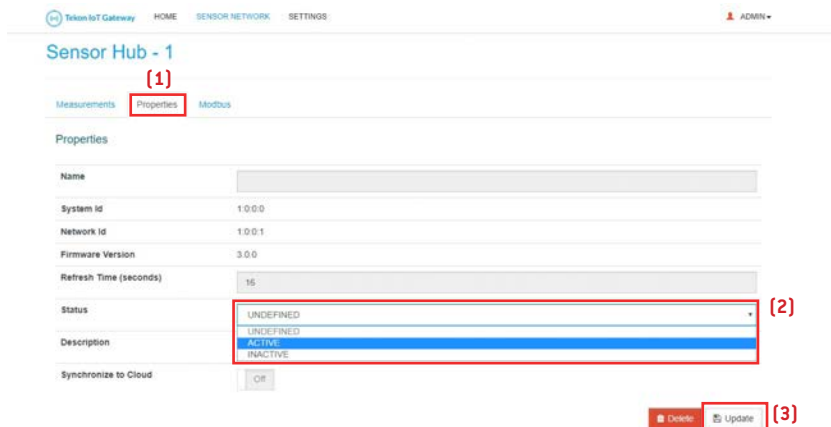 Tekon IoT Gateway HOME SENSOR NETWORK SETTINGS ADMIN
Sensor Hub - 1
(1)
Measurements Properties Modbus
Properties
Name
System Id 1:0:0:0
Network Id 1:0:0:1
Firmware Version 3.0.0
Refresh Time (seconds) 16
Status UNDEFINED (2)
UNDEFINED
Description ACTIVE
INACTIVE
Synchronize to Cloud Off
Delete Update (3)